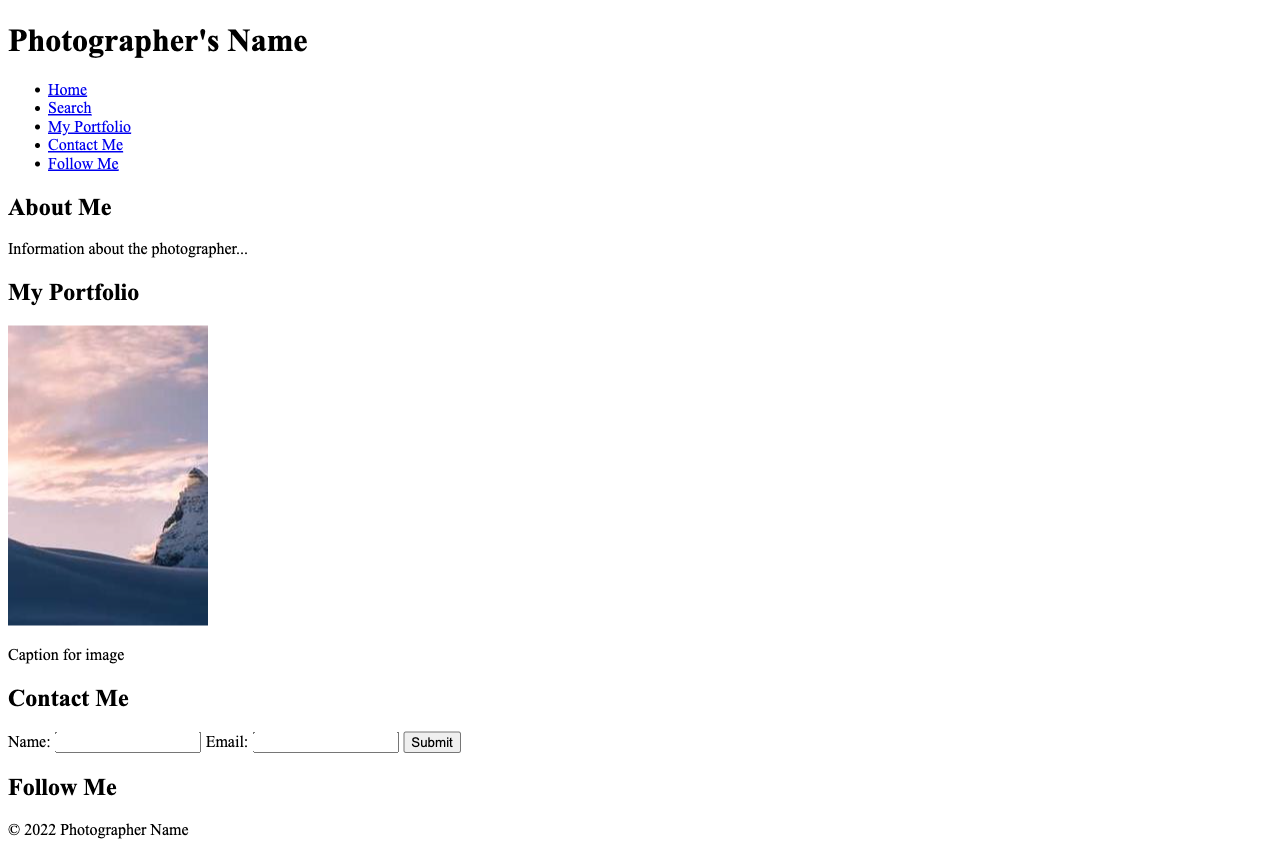 Photographer's Name
Home
Search
My Portfolio
Contact Me
Follow Me
About Me
Information about the photographer...
My Portfolio
Caption for image
Contact Me
Name: Email: Submit
Follow Me
© 2022 Photographer Name